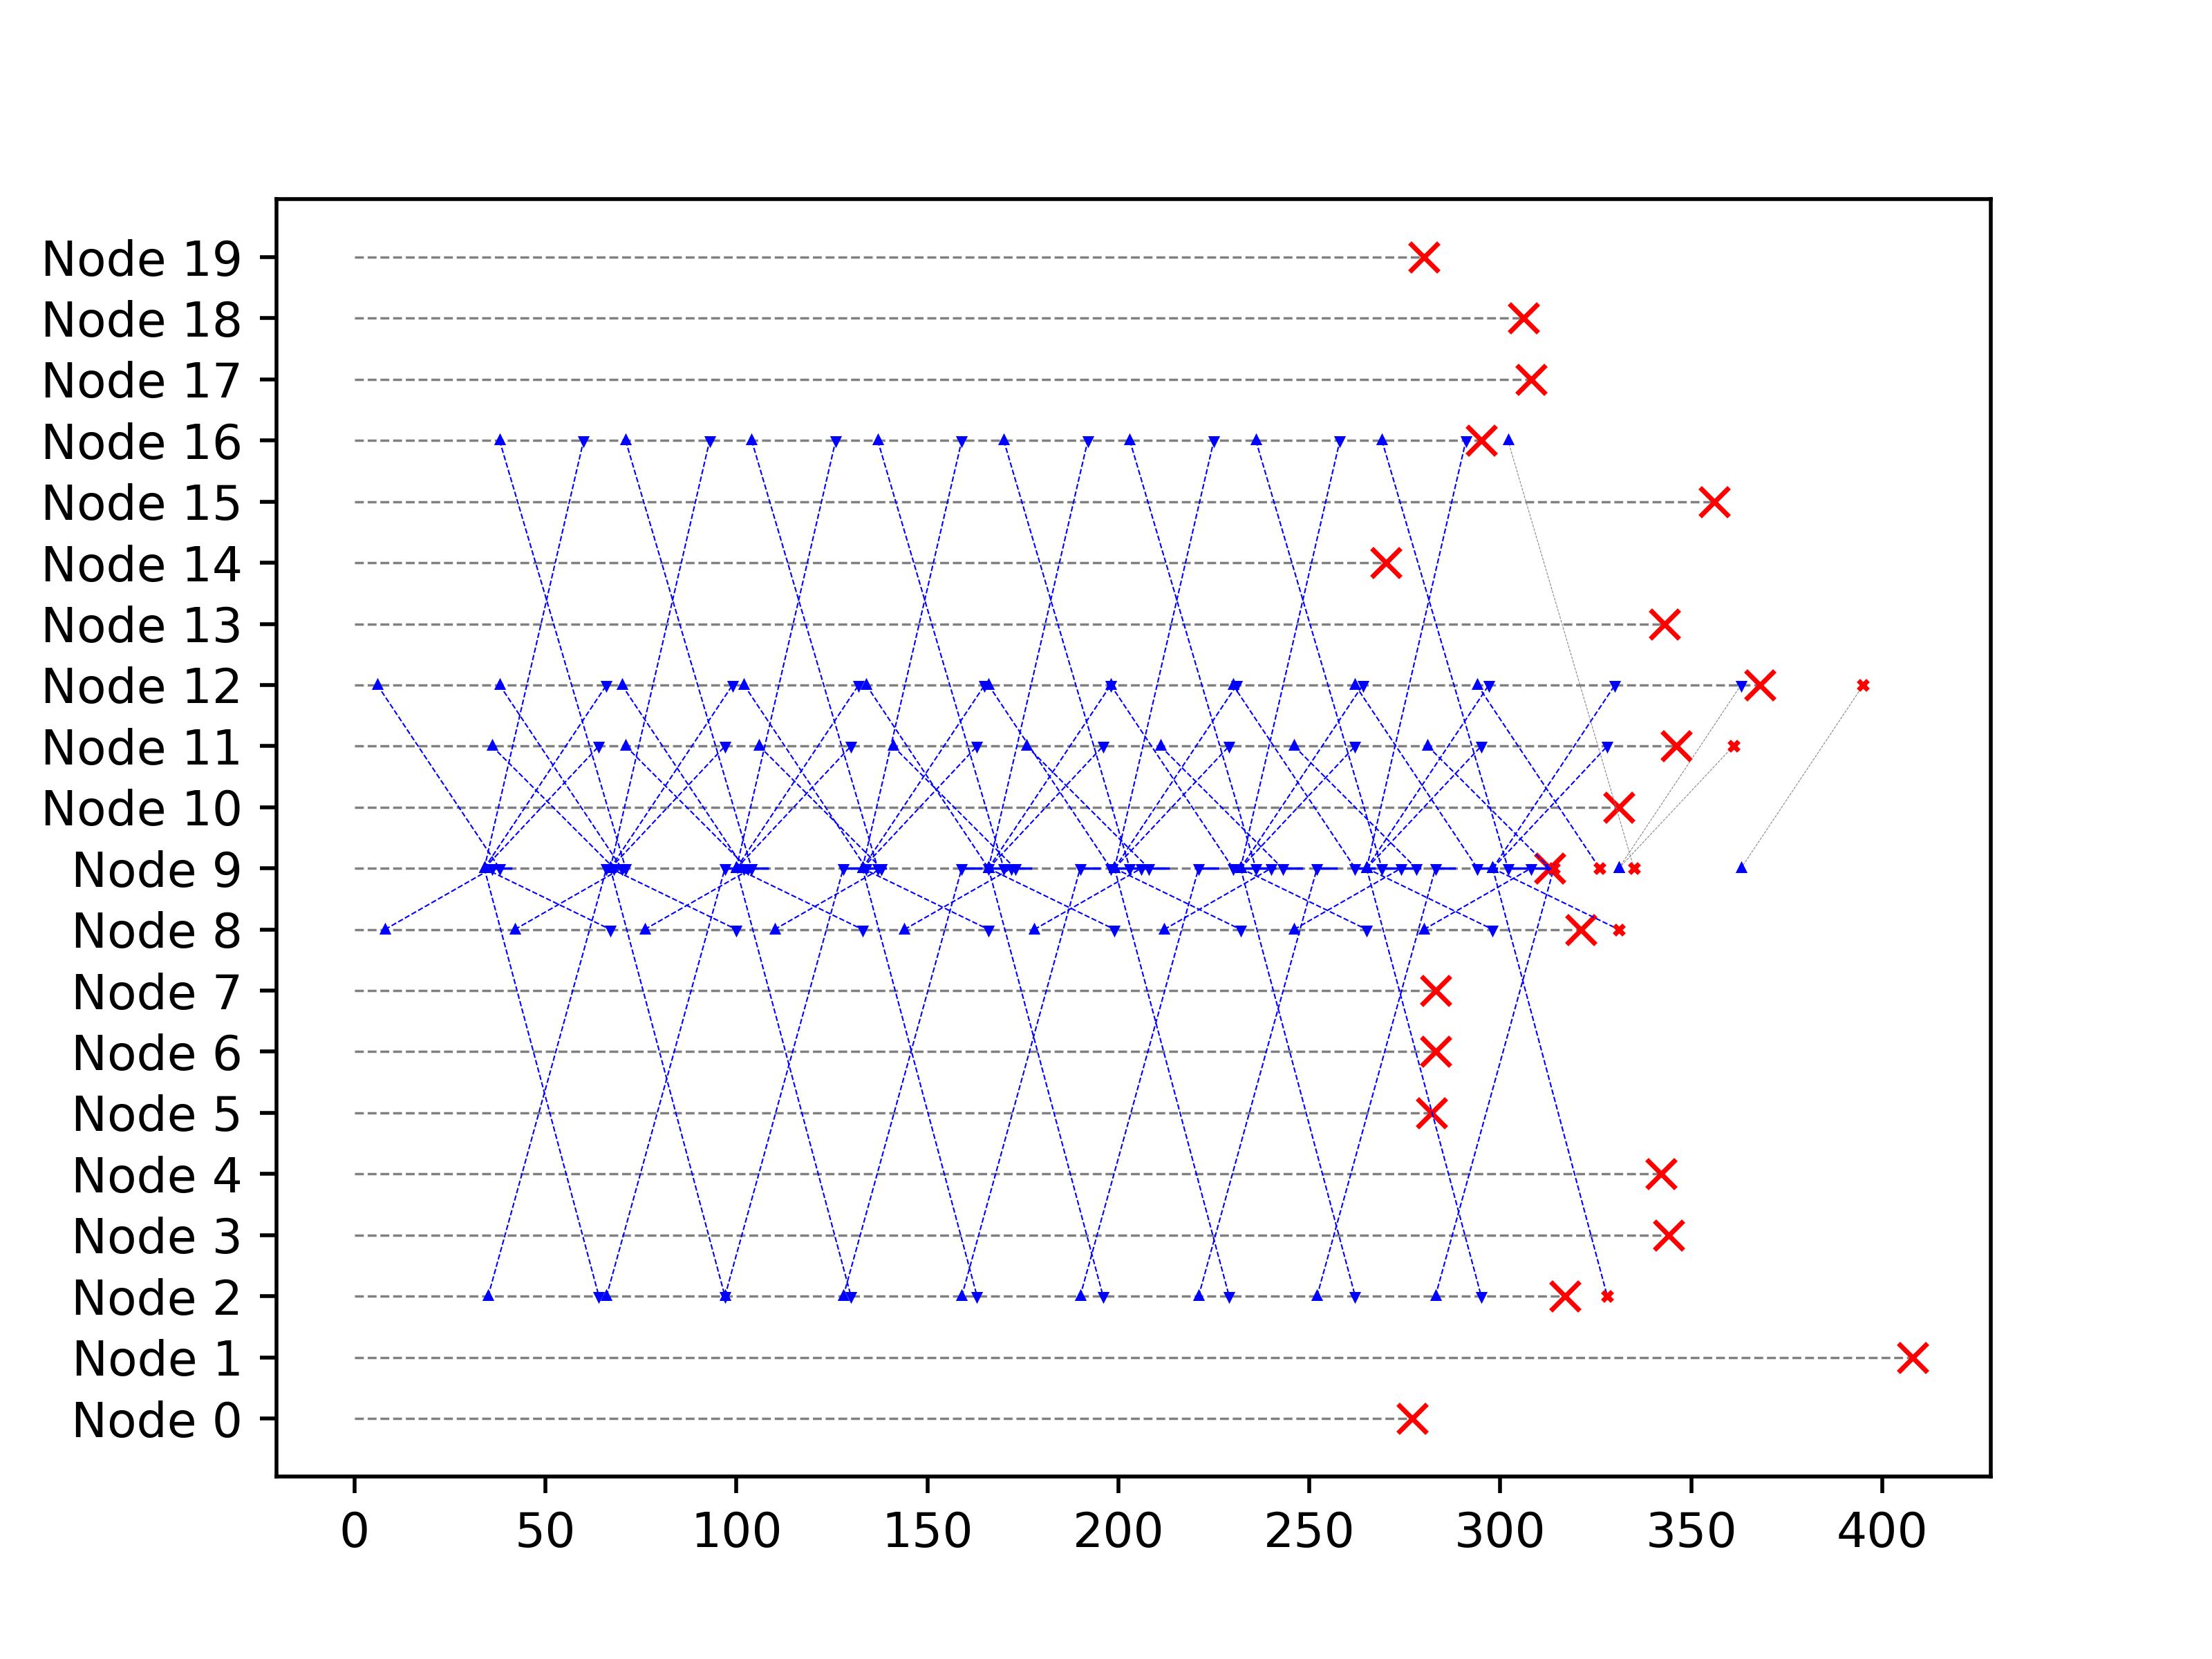 Node 19
Node 18
Node 17
Node 16
Node 15
Node 14
Node 13
Node 12
Node 11
Node 10
Node 9
Node 8
Node 7
Node 6
Node 5
Node 4
Node 3
Node 2
Node 1
Node 0
0 50 100 150 200 250 300 350 400